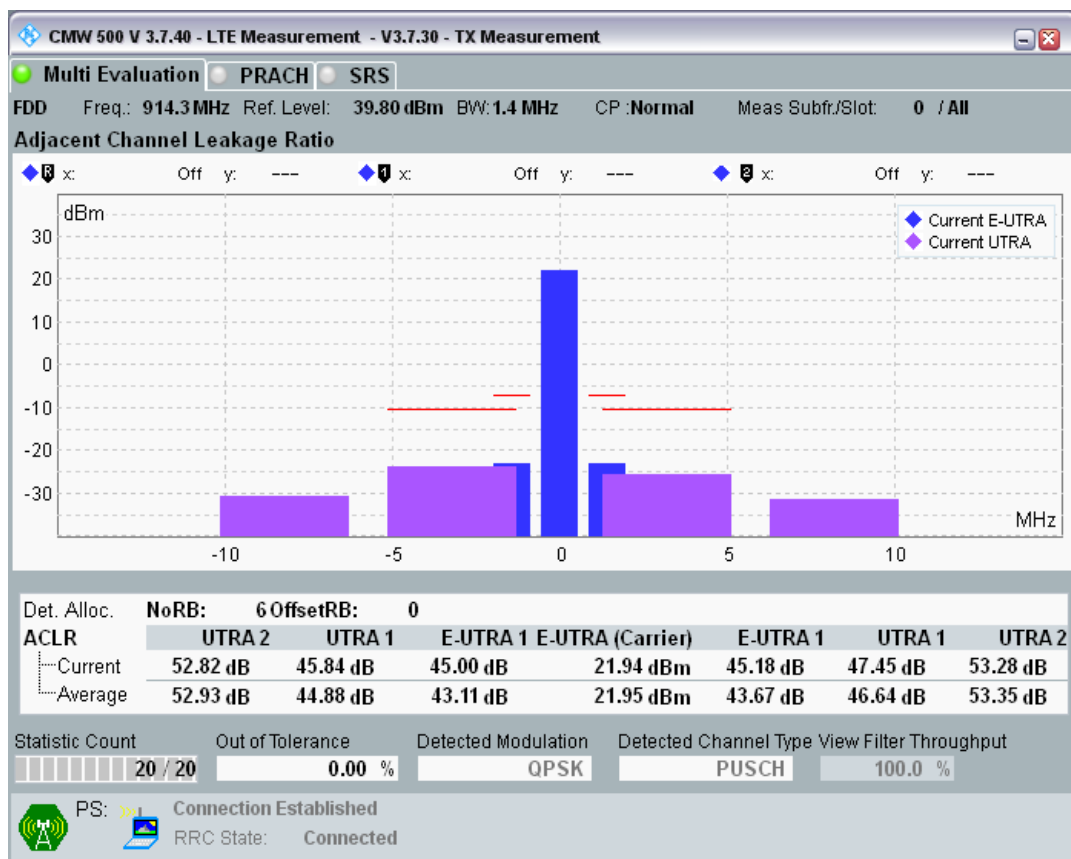 CMW 500 V 3.7.40 - LTE Measurement - V3.7.30 - TX Measurement
Multi Evaluation PRACH SRS
FDD Freq.: 914.3 MHz Ref. Level: 39.80 dBm BW: 1.4 MHz CP :Normal Meas Subfr./Slot: 0 / All
Adjacent Channel Leakage Ratio
R x: Off y: --- 1 x: Off y: --- 2 x: Off y: ---
dBm
Current E-UTRA
Current UTRA
30
20
10
0
-10
-20
-30
MHz
-10 -5 0 5 10
Det. Alloc. NoRB: 6 OffsetRB: 0
ACLR UTRA 2 UTRA 1 E-UTRA 1 E-UTRA (Carrier) E-UTRA 1 UTRA 1 UTRA 2
Current 52.82 dB 45.84 dB 45.00 dB 21.94 dBm 45.18 dB 47.45 dB 53.28 dB
Average 52.93 dB 44.88 dB 43.11 dB 21.95 dBm 43.67 dB 46.64 dB 53.35 dB
Statistic Count Out of Tolerance Detected Modulation Detected Channel Type View Filter Throughput
20 / 20 0.00 % QPSK PUSCH 100.0 %
PS: Connection Established
RRC State: Connected